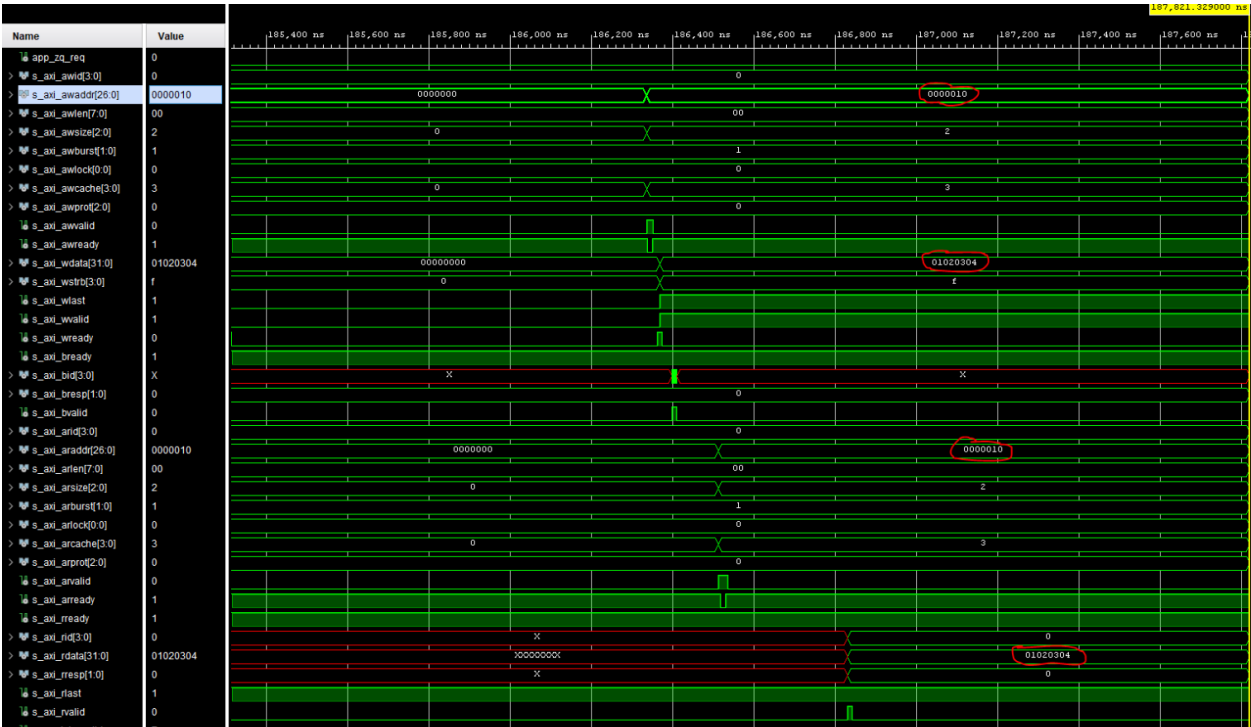 187,821.329000 ns
Name Value 185,400 ns 185,600 ns 185,800 ns 186,000 ns 186,200 ns 186,400 ns 186,600 ns 186,800 ns 187,000 ns 187,200 ns 187,400 ns 187,600 ns
app_zq_req 0
s_axi_awid[3:0] 0 0
s_axi_awaddr[26:0] 0000010 0000000 0000010
s_axi_awlen[7:0] 00 00
s_axi_awsize[2:0] 2 0 2
s_axi_awburst[1:0] 1 1
s_axi_awlock[0:0] 0 0
s_axi_awcache[3:0] 3 0 3
s_axi_awprot[2:0] 0 0
s_axi_awvalid 0
s_axi_awready 1
s_axi_wdata[31:0] 01020304 00000000 01020304
s_axi_wstrb[3:0] f 0 f
s_axi_wlast 1
s_axi_wvalid 1
s_axi_wready 0
s_axi_bready 1
s_axi_bid[3:0] X X X
s_axi_bresp[1:0] 0 0
s_axi_bvalid 0
s_axi_arid[3:0] 0 0
s_axi_araddr[26:0] 0000010 0000000 0000010
s_axi_arlen[7:0] 00 00
s_axi_arsize[2:0] 2 0 2
s_axi_arburst[1:0] 1 1
s_axi_arlock[0:0] 0 0
s_axi_arcache[3:0] 3 0 3
s_axi_arprot[2:0] 0 0
s_axi_arvalid 0
s_axi_arready 1
s_axi_rready 1
s_axi_rid[3:0] 0 X 0
s_axi_rdata[31:0] 01020304 XXXXXXXX 01020304
s_axi_rresp[1:0] 0 X 0
s_axi_rlast 1
s_axi_rvalid 0